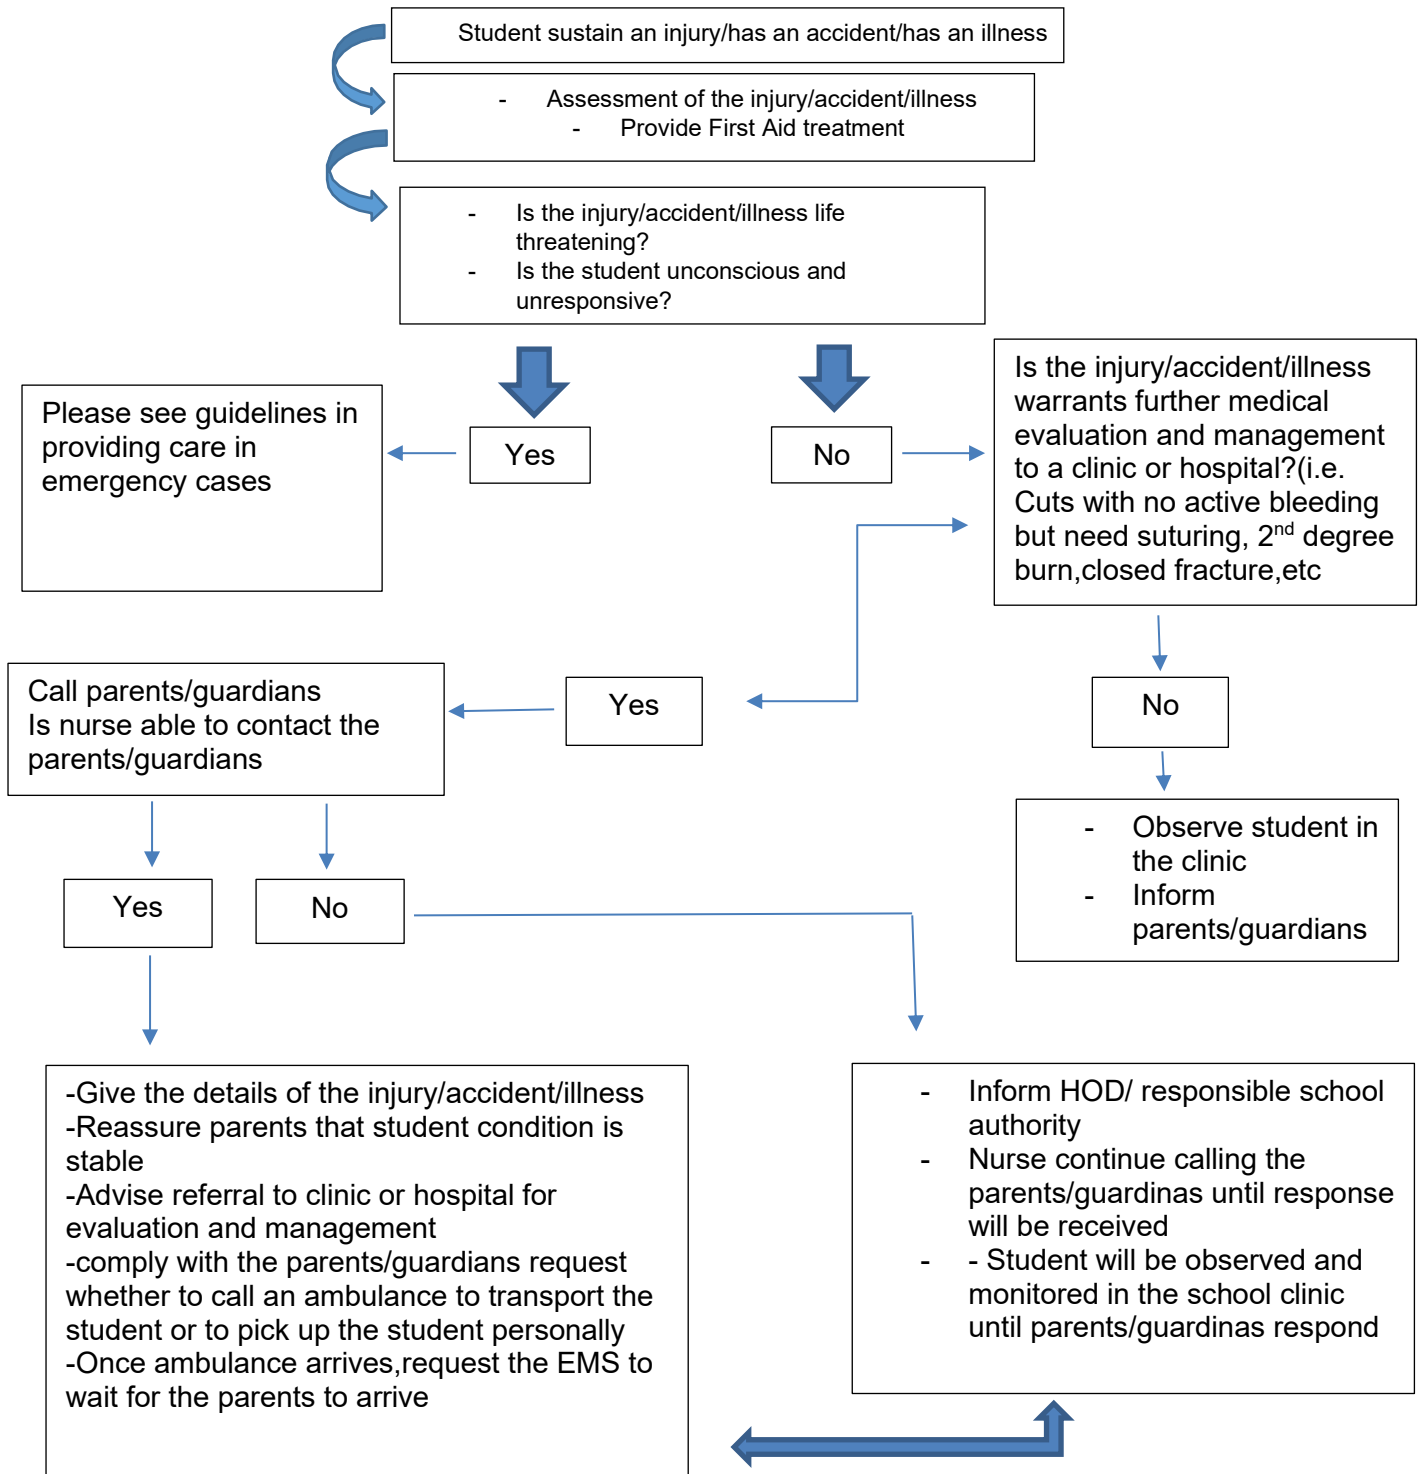 Student sustain an injury/has an accident/has an illness
- Assessment of the injury/accident/illness
- Provide First Aid treatment
- Is the injury/accident/illness life
threatening?
- Is the student unconscious and
unresponsive?
Please see guidelines in
providing care in
emergency cases
Yes
No
Is the injury/accident/illness
warrants further medical
evaluation and management
to a clinic or hospital?(i.e.
Cuts with no active bleeding
but need suturing, 2nd degree
burn,closed fracture,etc
Call parents/guardians
Is nurse able to contact the
parents/guardians
Yes
No
- Observe student in
the clinic
- Inform
parents/guardians
Yes
No
-Give the details of the injury/accident/illness
-Reassure parents that student condition is
stable
-Advise referral to clinic or hospital for
evaluation and management
-comply with the parents/guardians request
whether to call an ambulance to transport the
student or to pick up the student personally
-Once ambulance arrives,request the EMS to
wait for the parents to arrive
- Inform HOD/ responsible school
authority
- Nurse continue calling the
parents/guardinas until response
will be received
- - Student will be observed and
monitored in the school clinic
until parents/guardinas respond